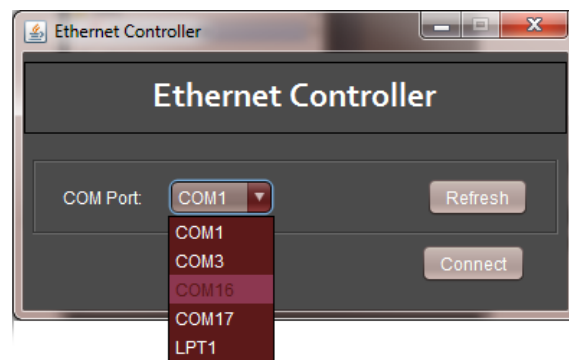 Ethernet Controller
Ethernet Controller
COM Port: COM1 Refresh
COM1
COM3
COM16
Connect
COM17
LPT1